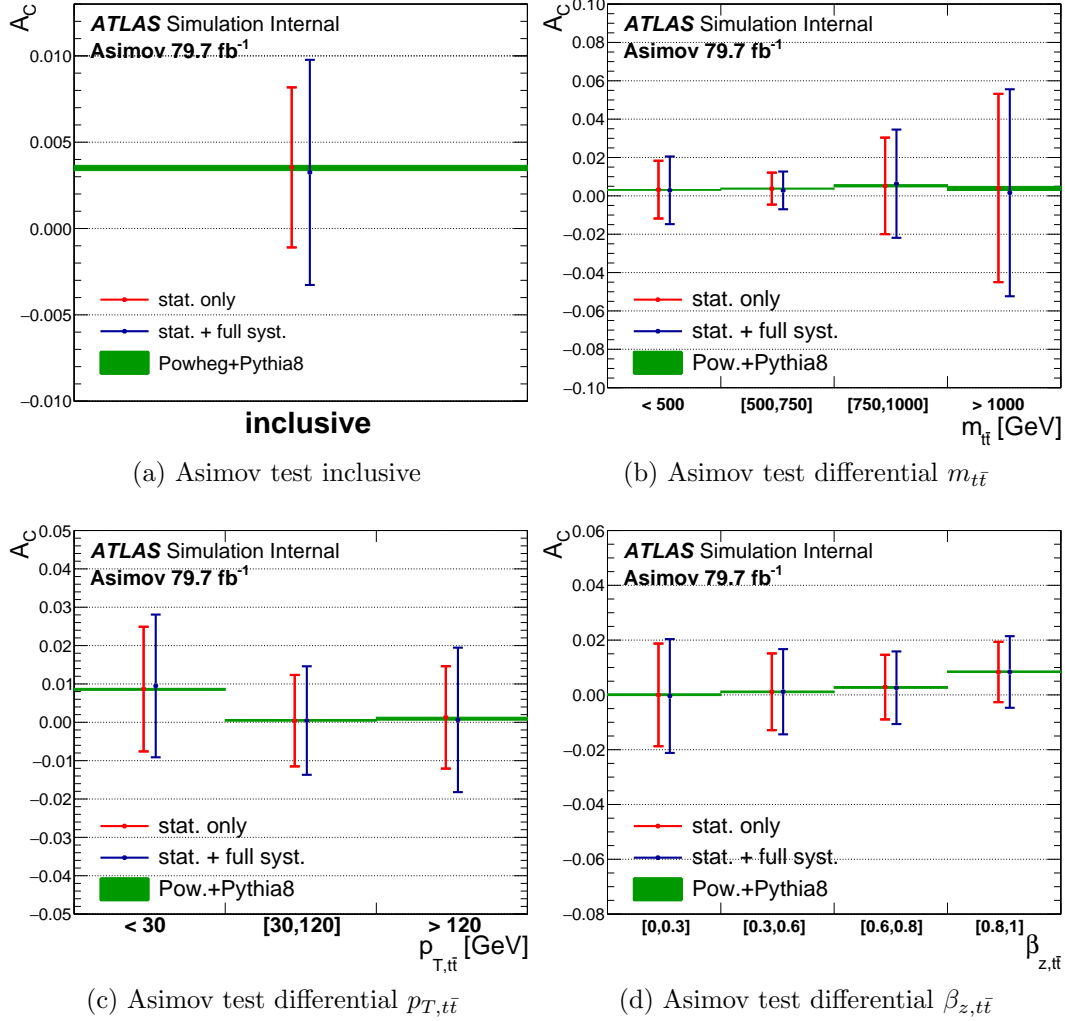 A_C
ATLAS Simulation Internal
Asimov 79.7 fb^-1
0.010
0.005
0.000
−0.005
−0.010
stat. only
stat. + full syst.
Powheg+Pythia8
inclusive
(a) Asimov test inclusive
A_C
0.10
0.08
0.06
0.04
0.02
0.00
−0.02
−0.04
−0.06
−0.08
−0.10
ATLAS Simulation Internal
Asimov 79.7 fb^-1
stat. only
stat. + full syst.
Pow.+Pythia8
< 500 [500,750] [750,1000] > 1000
m_{tt̄} [GeV]
(b) Asimov test differential m_{tt̄}
A_C
0.05
0.04
0.03
0.02
0.01
0.00
−0.01
−0.02
−0.03
−0.04
−0.05
ATLAS Simulation Internal
Asimov 79.7 fb^-1
stat. only
stat. + full syst.
Pow.+Pythia8
< 30 [30,120] > 120
p_{T,tt̄} [GeV]
(c) Asimov test differential p_{T,tt̄}
A_C
0.06
0.04
0.02
0.00
−0.02
−0.04
−0.06
−0.08
ATLAS Simulation Internal
Asimov 79.7 fb^-1
stat. only
stat. + full syst.
Pow.+Pythia8
[0,0.3] [0.3,0.6] [0.6,0.8] [0.8,1]
β_{z,tt̄}
(d) Asimov test differential β_{z,tt̄}